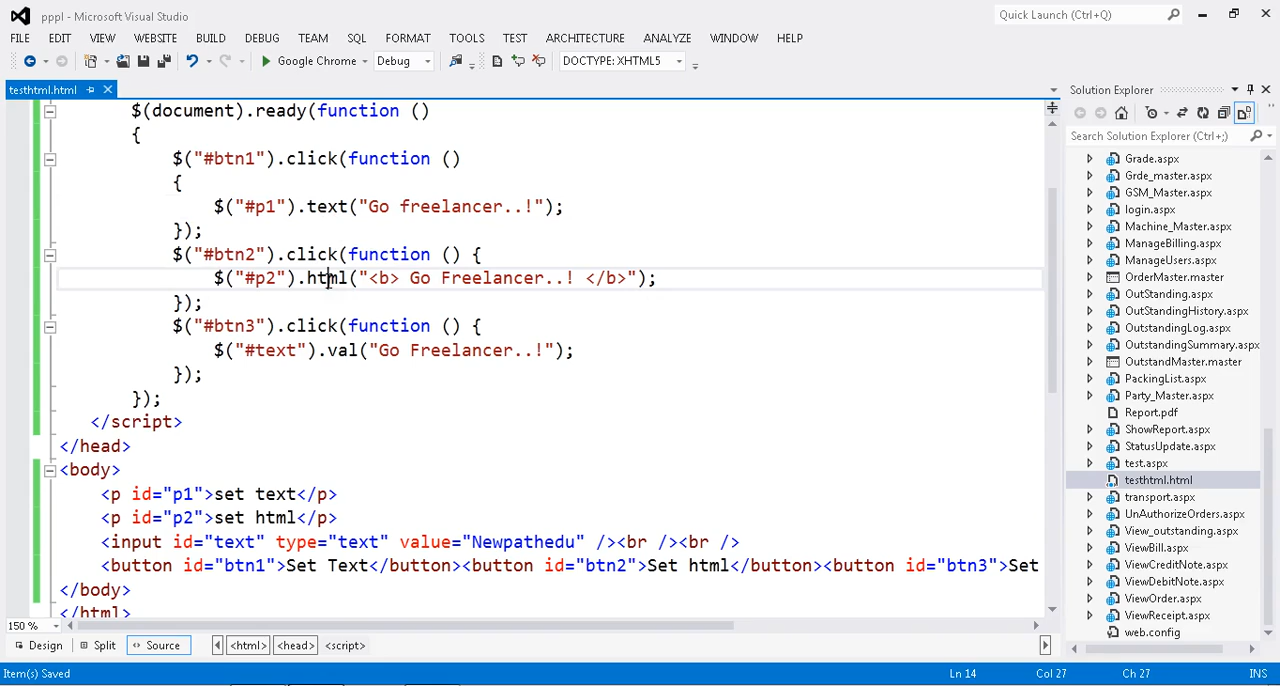 pppl - Microsoft Visual Studio
Quick Launch (Ctrl+Q)
FILE EDIT VIEW WEBSITE BUILD DEBUG TEAM SQL FORMAT TOOLS TEST ARCHITECTURE ANALYZE WINDOW HELP
Google Chrome Debug DOCTYPE: XHTML5
testhtml.html
$(document).ready(function ()
{
$("#btn1").click(function ()
{
$("#p1").text("Go freelancer..!");
});
$("#btn2").click(function () {
$("#p2").html("<b> Go Freelancer..! </b>");
});
$("#btn3").click(function () {
$("#text").val("Go Freelancer..!");
});
});
</script>
</head>
<body>
<p id="p1">set text</p>
<p id="p2">set html</p>
<input id="text" type="text" value="Newpathedu" /><br /><br />
<button id="btn1">Set Text</button><button id="btn2">Set html</button><button id="btn3">Set
</body>
</html>
150 %
Design Split Source <html> <head> <script>
Item(s) Saved Ln 14 Col 27 Ch 27 INS
Solution Explorer
Search Solution Explorer (Ctrl+;)
Grade.aspx
Grde_master.aspx
GSM_Master.aspx
login.aspx
Machine_Master.aspx
ManageBilling.aspx
ManageUsers.aspx
OrderMaster.master
OutStanding.aspx
OutStandingHistory.aspx
OutstandingLog.aspx
OutstandingSummary.aspx
OutstandMaster.master
PackingList.aspx
Party_Master.aspx
Report.pdf
ShowReport.aspx
StatusUpdate.aspx
test.aspx
testhtml.html
transport.aspx
UnAuthorizeOrders.aspx
View_outstanding.aspx
ViewBill.aspx
ViewCreditNote.aspx
ViewDebitNote.aspx
ViewOrder.aspx
ViewReceipt.aspx
web.config